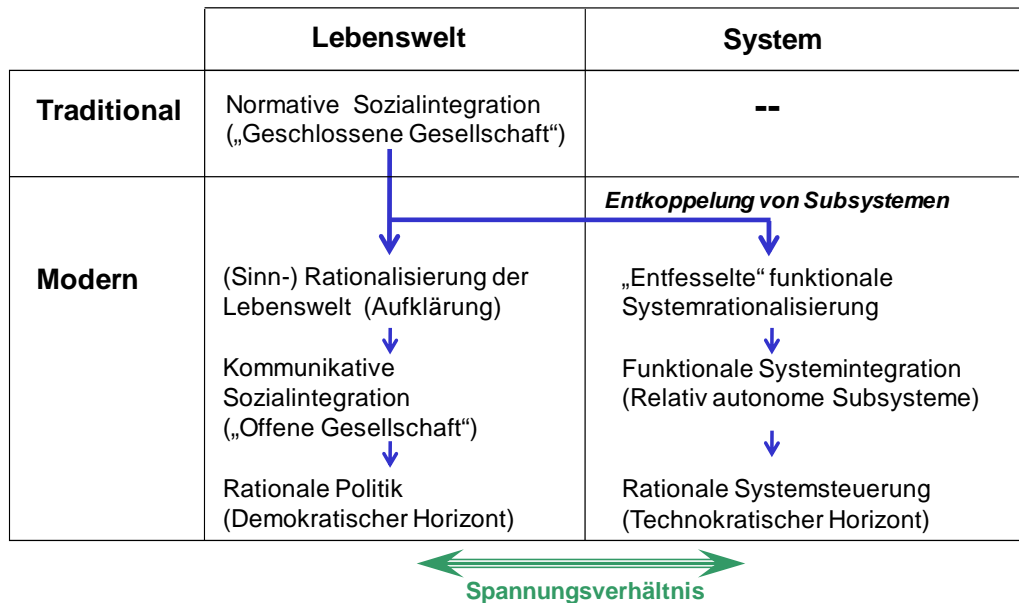 Lebenswelt
System
Traditional
Normative Sozialintegration
(„Geschlossene Gesellschaft“)
--
Entkoppelung von Subsystemen
Modern
(Sinn-) Rationalisierung der
Lebenswelt (Aufklärung)
„Entfesselte“ funktionale
Systemrationalisierung
Kommunikative
Sozialintegration
(„Offene Gesellschaft“)
Funktionale Systemintegration
(Relativ autonome Subsysteme)
Rationale Politik
(Demokratischer Horizont)
Rationale Systemsteuerung
(Technokratischer Horizont)
Spannungsverhältnis